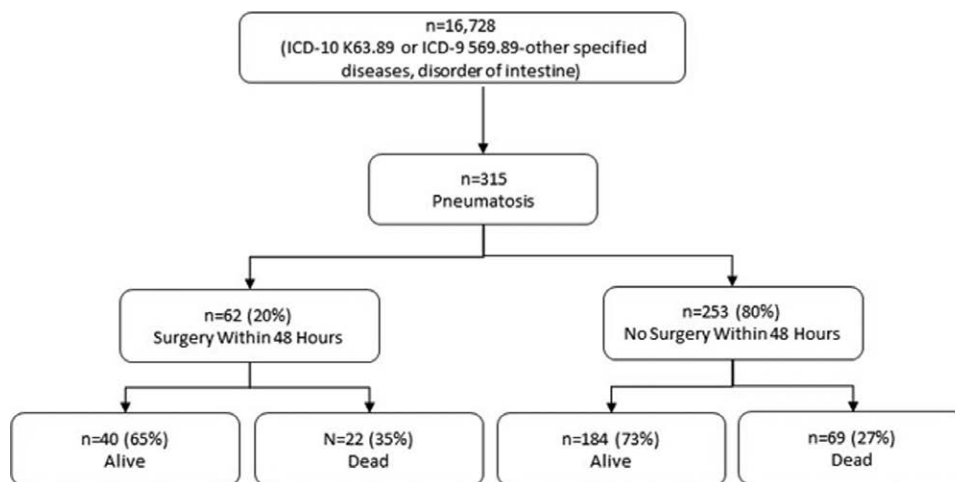 n=16,728
(ICD-10 K63.89 or ICD-9 569.89-other specified
diseases, disorder of intestine)
n=315
Pneumatosis
n=62 (20%)
Surgery Within 48 Hours
n=253 (80%)
No Surgery Within 48 Hours
n=40 (65%)
Alive
N=22 (35%)
Dead
n=184 (73%)
Alive
n=69 (27%)
Dead